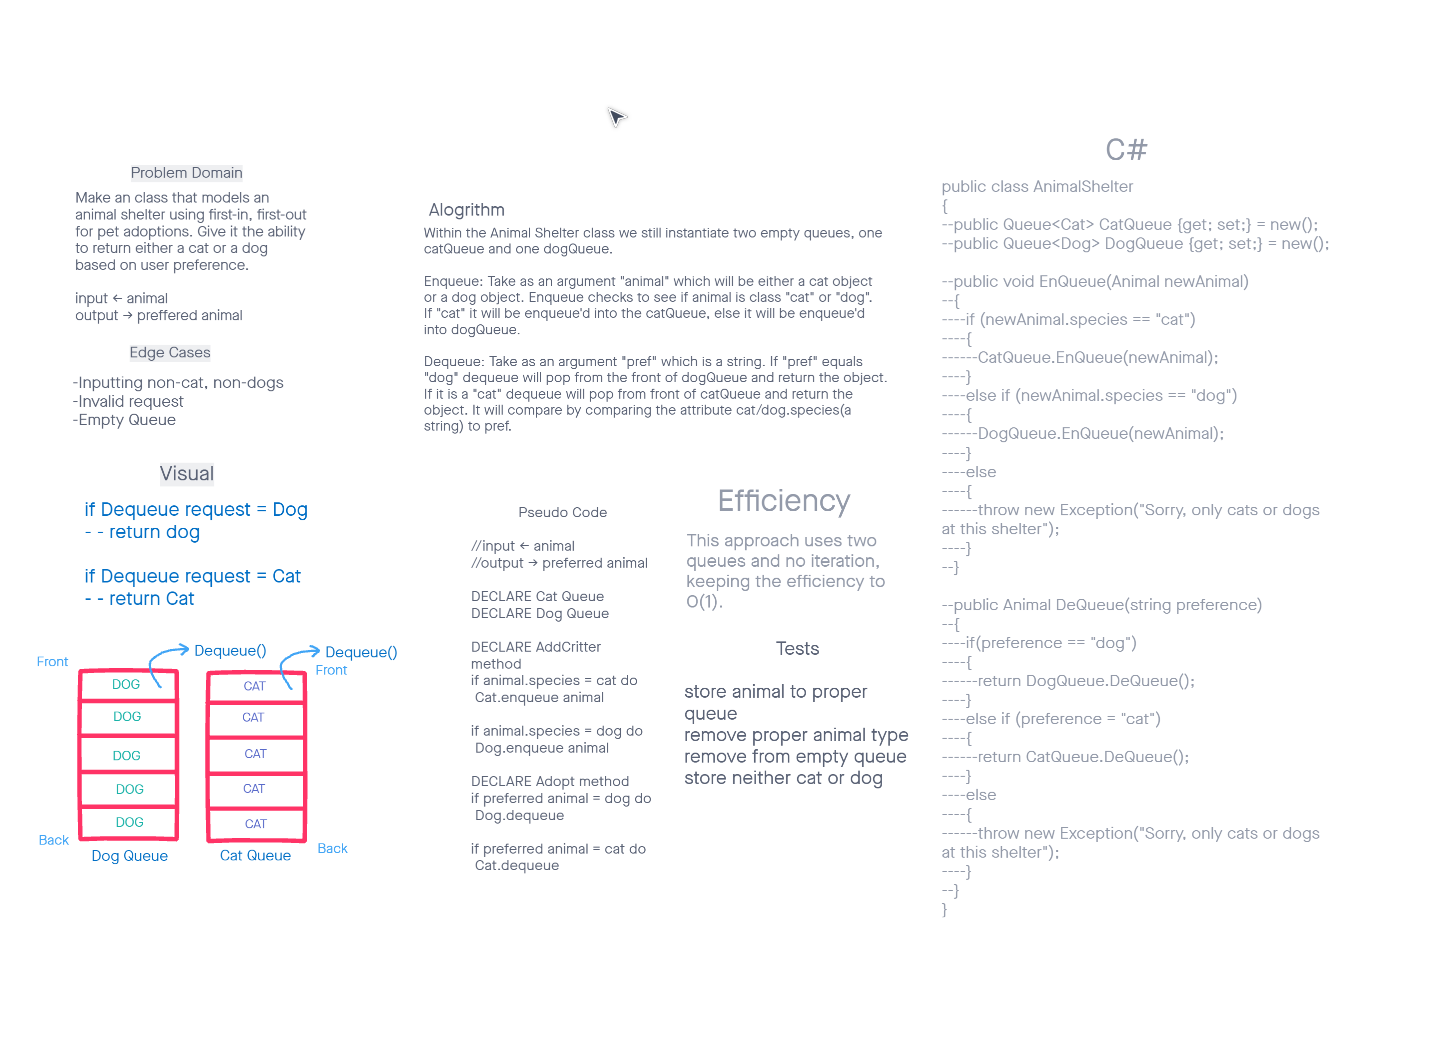 Problem Domain
Make an class that models an
animal shelter using first-in, first-out
for pet adoptions. Give it the ability
to return either a cat or a dog
based on user preference.
input ← animal
output → preffered animal
Edge Cases
-Inputting non-cat, non-dogs
-Invalid request
-Empty Queue
Visual
if Dequeue request = Dog
- - return dog
if Dequeue request = Cat
- - return Cat
Front
Dequeue()
DOG
DOG
DOG
DOG
DOG
Back
Dog Queue
Dequeue()
Front
CAT
CAT
CAT
CAT
CAT
Back
Cat Queue
Alogrithm
Within the Animal Shelter class we still instantiate two empty queues, one
catQueue and one dogQueue.
Enqueue: Take as an argument "animal" which will be either a cat object
or a dog object. Enqueue checks to see if animal is class "cat" or "dog".
If "cat" it will be enqueue'd into the catQueue, else it will be enqueue'd
into dogQueue.
Dequeue: Take as an argument "pref" which is a string. If "pref" equals
"dog" dequeue will pop from the front of dogQueue and return the object.
If it is a "cat" dequeue will pop from front of catQueue and return the
object. It will compare by comparing the attribute cat/dog.species(a
string) to pref.
Pseudo Code
//input ← animal
//output → preferred animal
DECLARE Cat Queue
DECLARE Dog Queue
DECLARE AddCritter
method
if animal.species = cat do
Cat.enqueue animal
if animal.species = dog do
Dog.enqueue animal
DECLARE Adopt method
if preferred animal = dog do
Dog.dequeue
if preferred animal = cat do
Cat.dequeue
Efficiency
This approach uses two
queues and no iteration,
keeping the efficiency to
O(1).
Tests
store animal to proper
queue
remove proper animal type
remove from empty queue
store neither cat or dog
C#
public class AnimalShelter
{
--public Queue<Cat> CatQueue {get; set;} = new();
--public Queue<Dog> DogQueue {get; set;} = new();
--public void EnQueue(Animal newAnimal)
--{
----if (newAnimal.species == "cat")
----{
------CatQueue.EnQueue(newAnimal);
----}
----else if (newAnimal.species == "dog")
----{
------DogQueue.EnQueue(newAnimal);
----}
----else
----{
------throw new Exception("Sorry, only cats or dogs
at this shelter");
----}
--}
--public Animal DeQueue(string preference)
--{
----if(preference == "dog")
----{
------return DogQueue.DeQueue();
----}
----else if (preference = "cat")
----{
------return CatQueue.DeQueue();
----}
----else
----{
------throw new Exception("Sorry, only cats or dogs
at this shelter");
----}
--}
}